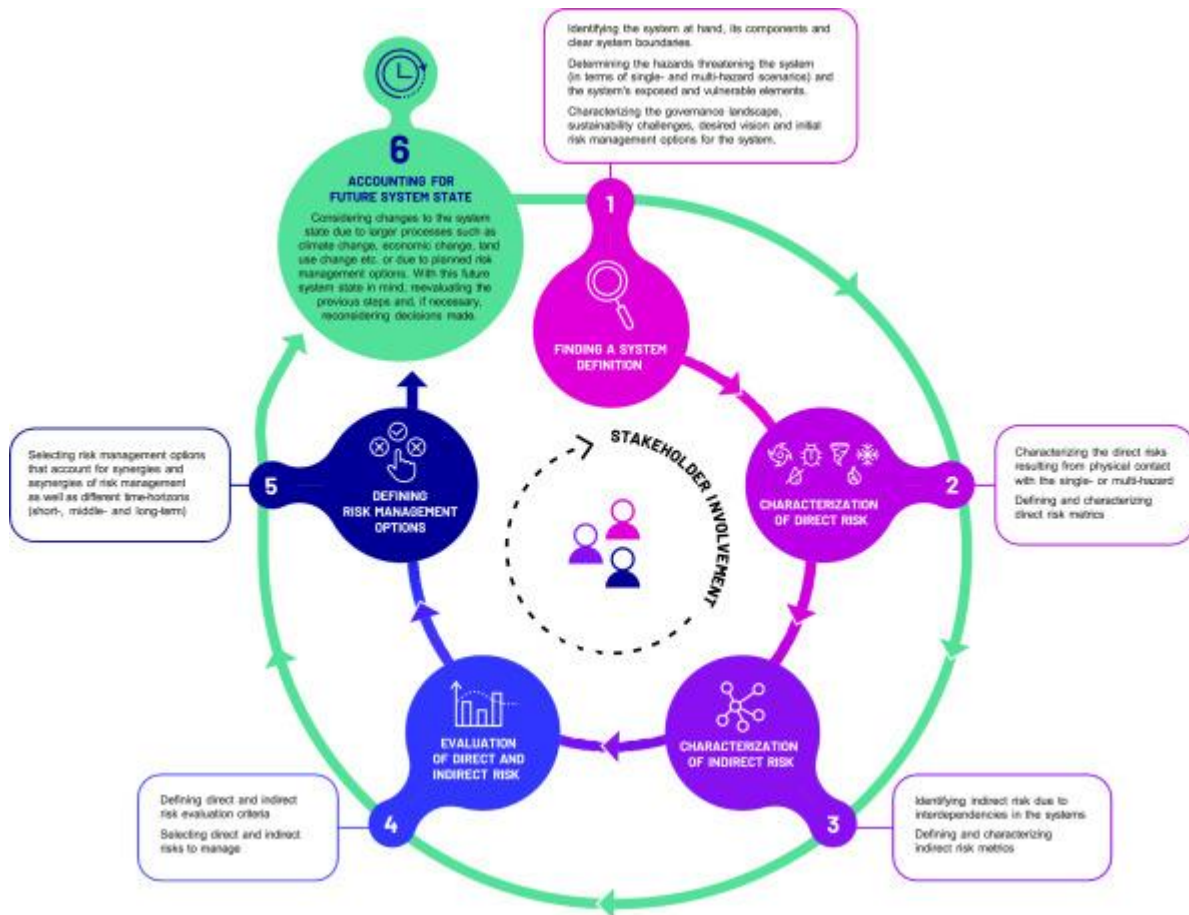 Identifying the system at hand, its components and
clear system boundaries.
Determining the hazards threatening the system
(in terms of single- and multi-hazard scenarios) and
the system's exposed and vulnerable elements.
Characterizing the governance landscape,
sustainability challenges, desired vision and initial
risk management options for the system.
1
FINDING A SYSTEM
DEFINITION
2
CHARACTERIZATION
OF DIRECT RISK
Characterizing the direct risks
resulting from physical contact
with the single- or multi-hazard
Defining and characterizing
direct risk metrics
3
CHARACTERIZATION
OF INDIRECT RISK
Identifying indirect risk due to
interdependencies in the systems
Defining and characterizing
indirect risk metrics
4
EVALUATION
OF DIRECT AND
INDIRECT RISK
Defining direct and indirect
risk evaluation criteria
Selecting direct and indirect
risks to manage
5
DEFINING
RISK MANAGEMENT
OPTIONS
Selecting risk management options
that account for synergies and
asynergies of risk management
as well as different time-horizons
(short-, middle- and long-term)
6
ACCOUNTING FOR
FUTURE SYSTEM STATE
Considering changes to the system
state due to larger processes such as
climate change, economic change, land
use change etc. or due to planned risk
management options. With this future
system state in mind, reevaluating the
previous steps and, if necessary,
reconsidering decisions made.
STAKEHOLDER INVOLVEMENT